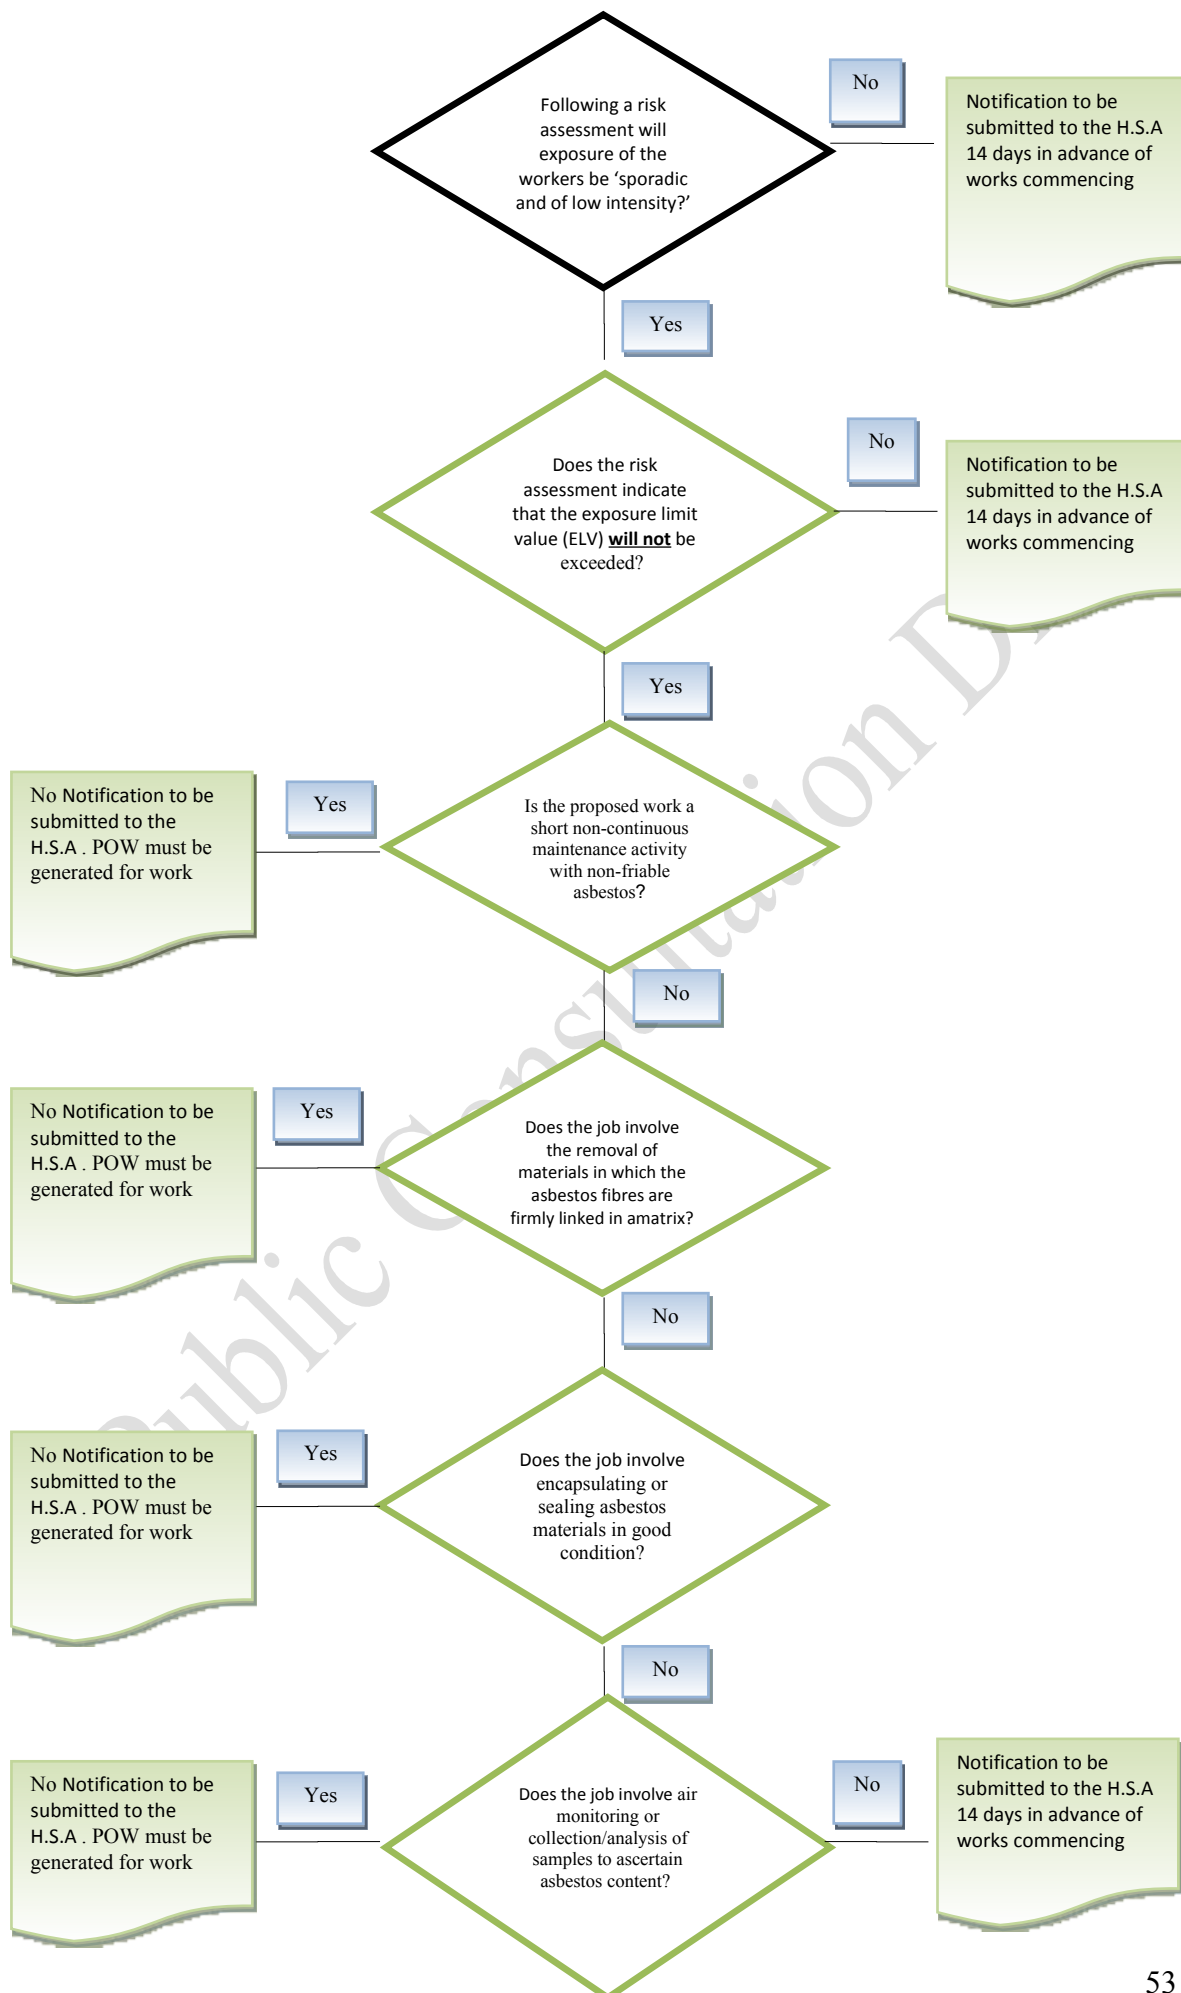 Following a risk
assessment will
exposure of the
workers be ‘sporadic
and of low intensity?’
No
Notification to be
submitted to the H.S.A
14 days in advance of
works commencing
Yes
Does the risk
assessment indicate
that the exposure limit
value (ELV) will not be
exceeded?
No
Notification to be
submitted to the H.S.A
14 days in advance of
works commencing
Yes
Is the proposed work a
short non-continuous
maintenance activity
with non-friable
asbestos?
Yes
No Notification to be
submitted to the
H.S.A . POW must be
generated for work
No
Does the job involve
the removal of
materials in which the
asbestos fibres are
firmly linked in amatrix?
Yes
No Notification to be
submitted to the
H.S.A . POW must be
generated for work
No
Does the job involve
encapsulating or
sealing asbestos
materials in good
condition?
Yes
No Notification to be
submitted to the
H.S.A . POW must be
generated for work
No
Does the job involve air
monitoring or
collection/analysis of
samples to ascertain
asbestos content?
Yes
No Notification to be
submitted to the
H.S.A . POW must be
generated for work
No
Notification to be
submitted to the H.S.A
14 days in advance of
works commencing
Public Consultation
53